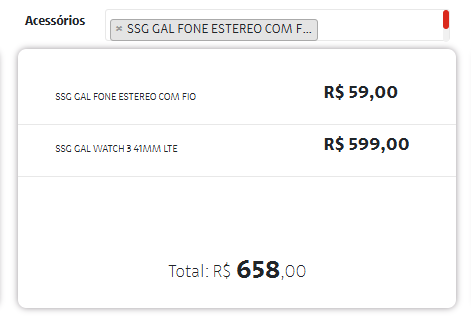 Acessórios
× SSG GAL FONE ESTEREO COM F...
SSG GAL FONE ESTEREO COM FIO R$ 59,00
SSG GAL WATCH 3 41MM LTE R$ 599,00
Total: R$ 658,00